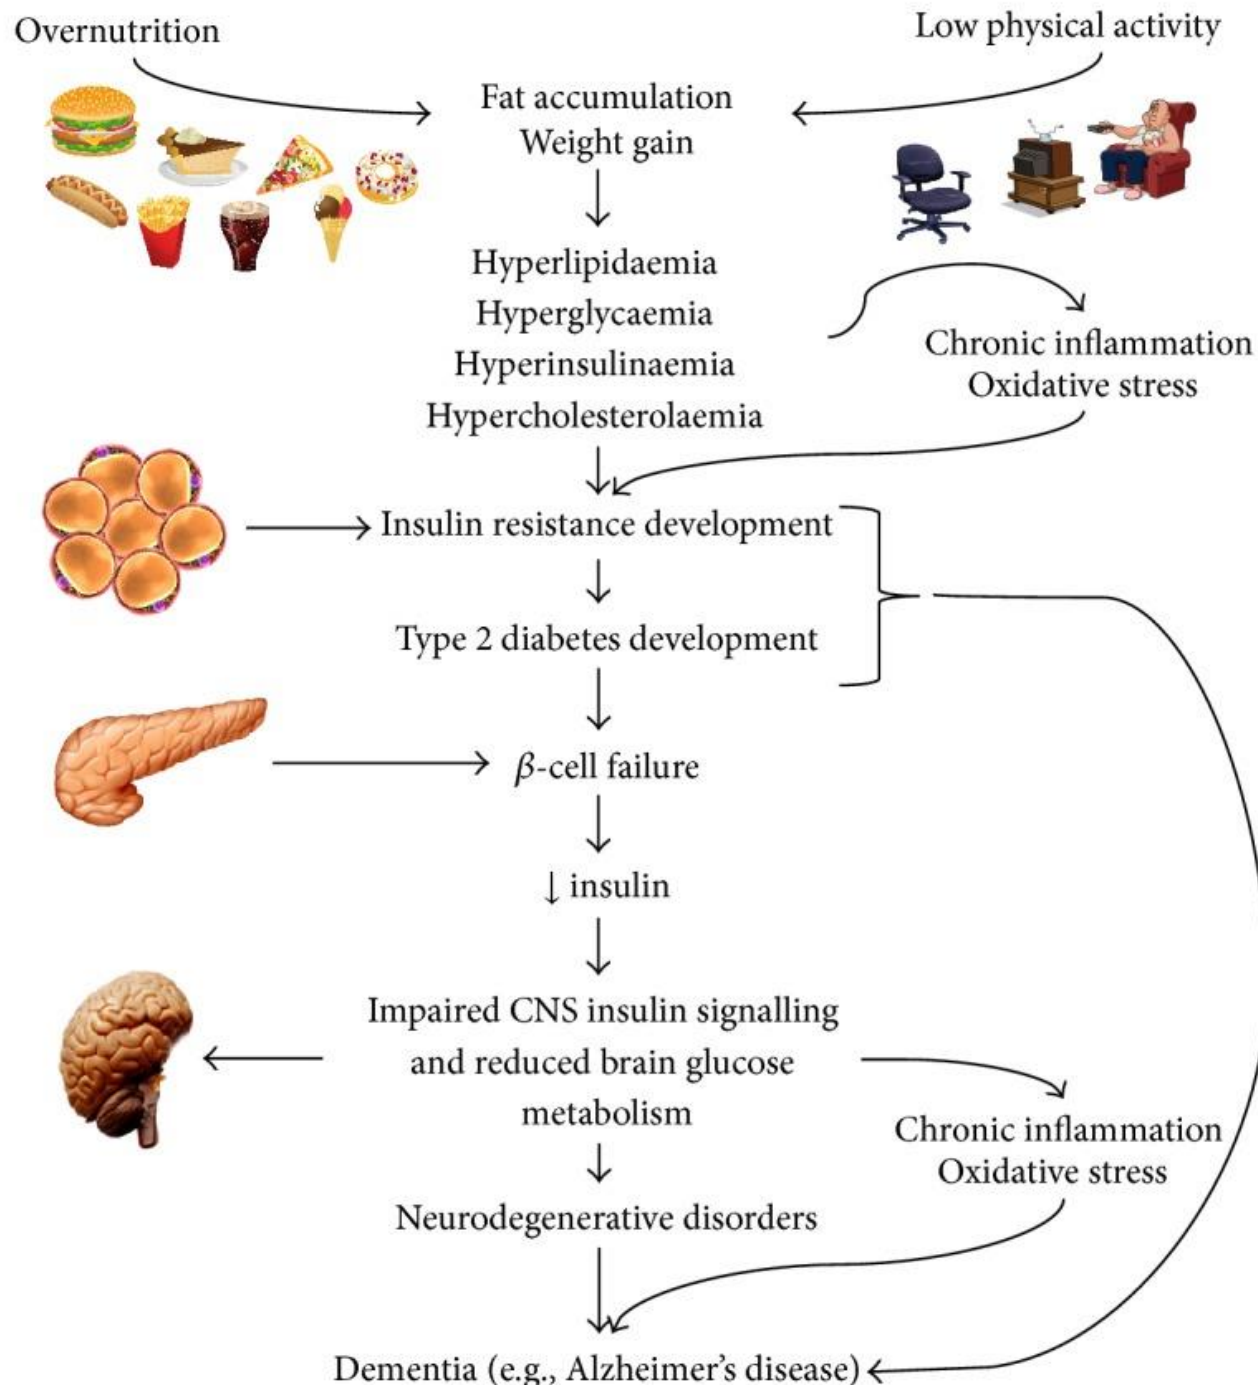 Overnutrition
Low physical activity
Fat accumulation
Weight gain
Hyperlipidaemia
Hyperglycaemia
Hyperinsulinaemia
Hypercholesterolaemia
Chronic inflammation
Oxidative stress
Insulin resistance development
Type 2 diabetes development
β-cell failure
↓ insulin
Impaired CNS insulin signalling
and reduced brain glucose
metabolism
Chronic inflammation
Oxidative stress
Neurodegenerative disorders
Dementia (e.g., Alzheimer's disease)